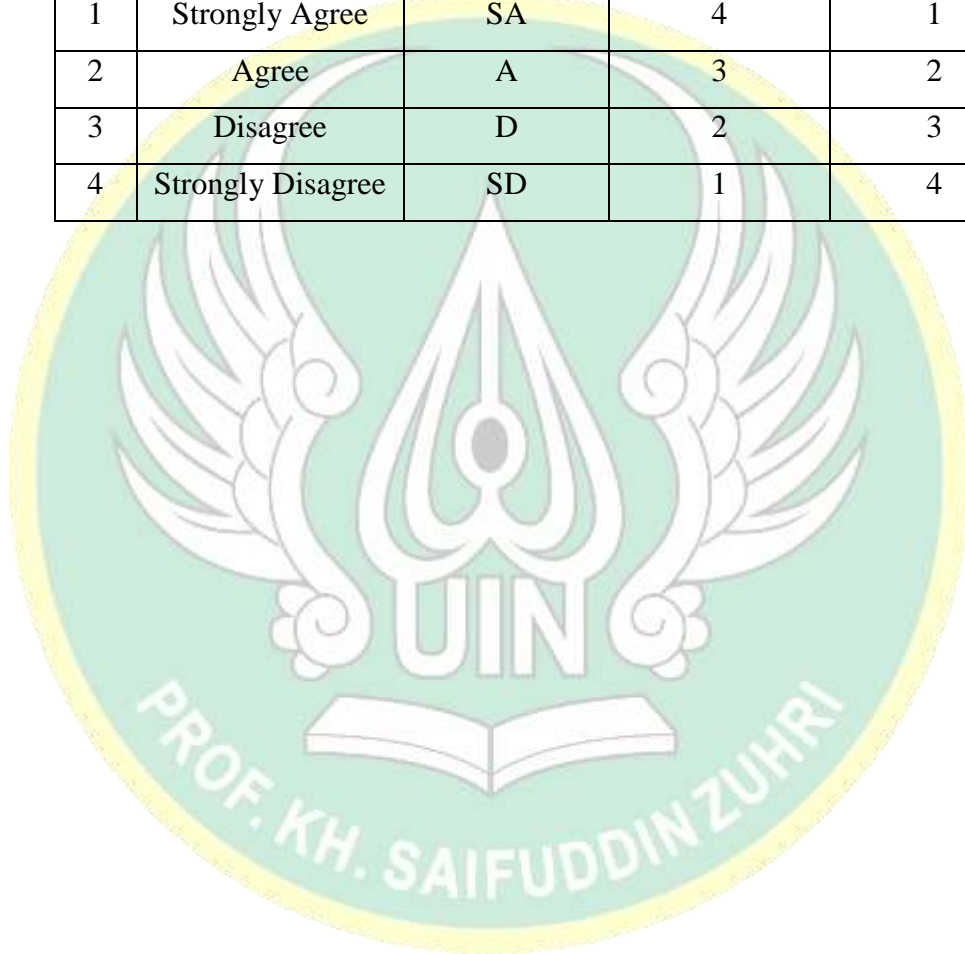 1 Strongly Agree SA 4 1
2 Agree A 3 2
3 Disagree D 2 3
4 Strongly Disagree SD 1 4
UIN
PROF. KH. SAIFUDDIN ZUHRI